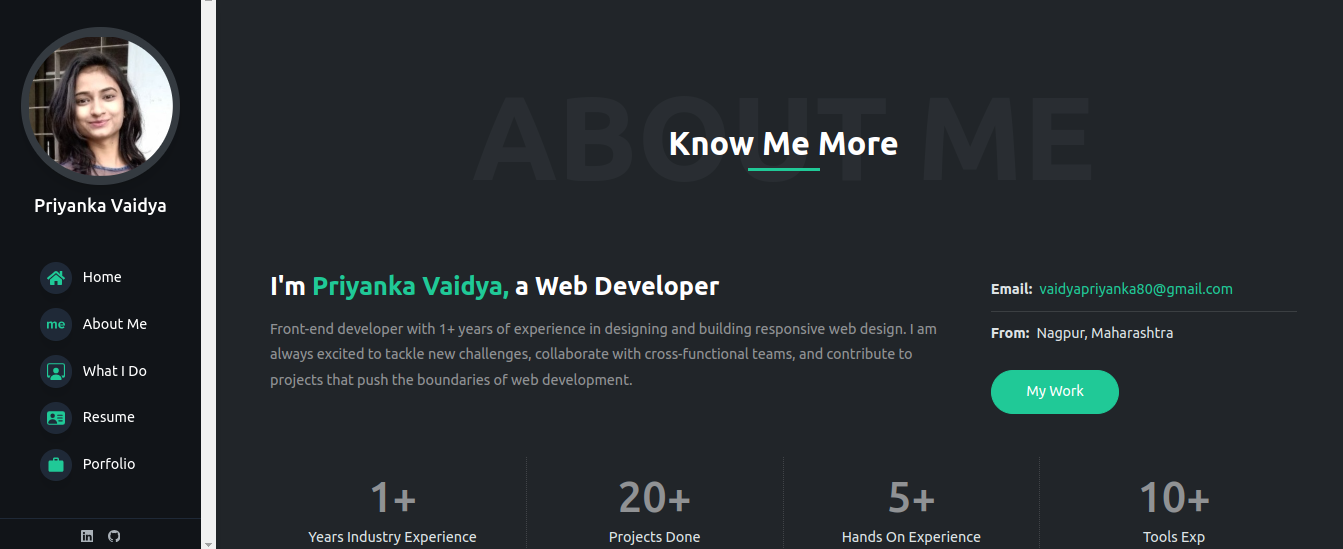 Priyanka Vaidya
Home
me
About Me
What I Do
Resume
Porfolio
ABOUT ME
Know Me More
I'm Priyanka Vaidya, a Web Developer
Front-end developer with 1+ years of experience in designing and building responsive web design. I am
always excited to tackle new challenges, collaborate with cross-functional teams, and contribute to
projects that push the boundaries of web development.
Email: vaidyapriyanka80@gmail.com
From: Nagpur, Maharashtra
My Work
1+
Years Industry Experience
20+
Projects Done
5+
Hands On Experience
10+
Tools Exp